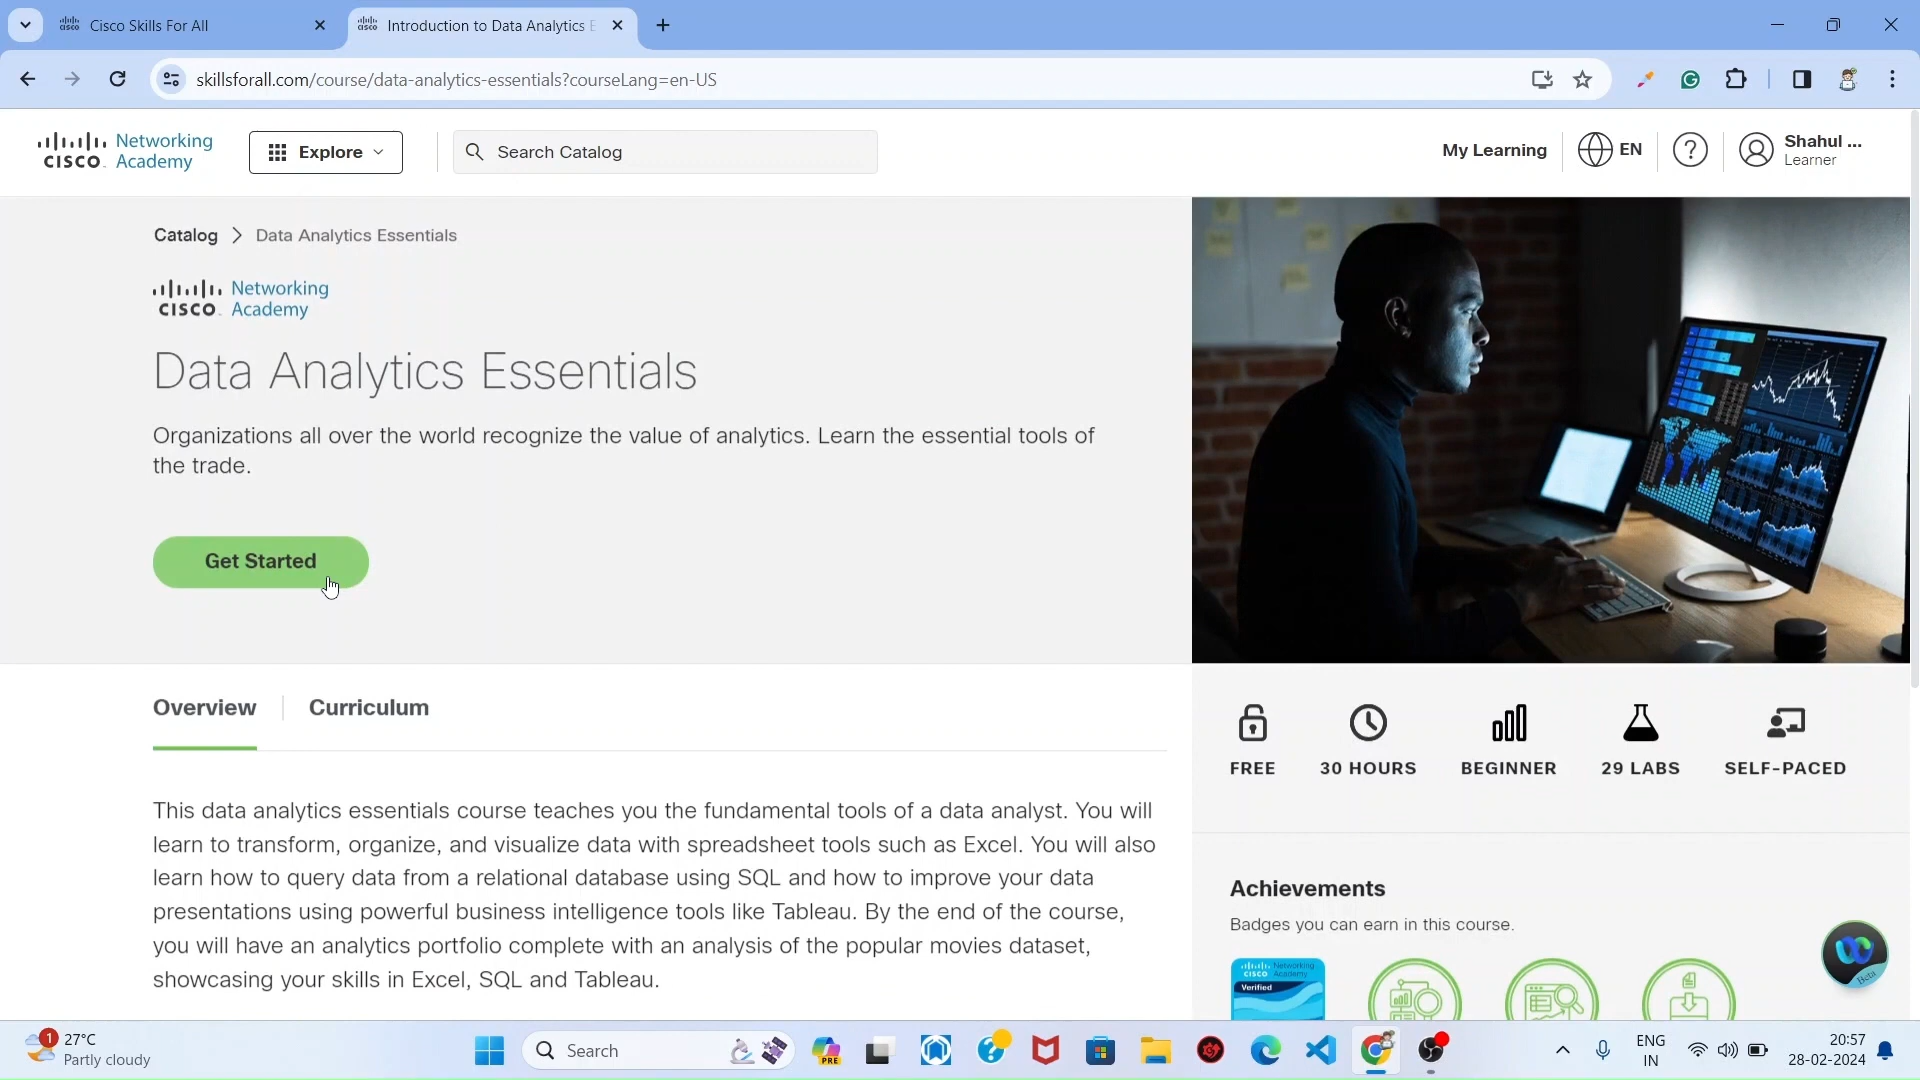 Cisco Skills For All
Introduction to Data Analytics E
skillsforall.com/course/data-analytics-essentials?courseLang=en-US
CISCO
Networking
Academy
Explore
Search Catalog
My Learning
EN
?
Shahul ...
Learner
Catalog > Data Analytics Essentials
CISCO
Networking
Academy
Data Analytics Essentials
Organizations all over the world recognize the value of analytics. Learn the essential tools of
the trade.
Get Started
Overview
Curriculum
This data analytics essentials course teaches you the fundamental tools of a data analyst. You will
learn to transform, organize, and visualize data with spreadsheet tools such as Excel. You will also
learn how to query data from a relational database using SQL and how to improve your data
presentations using powerful business intelligence tools like Tableau. By the end of the course,
you will have an analytics portfolio complete with an analysis of the popular movies dataset,
showcasing your skills in Excel, SQL and Tableau.
FREE
30 HOURS
BEGINNER
29 LABS
SELF-PACED
Achievements
Badges you can earn in this course.
CISCO
Networking
Academy
Verified
Beta
1
27°C
Partly cloudy
Search
PRE
ENG
IN
20:57
28-02-2024